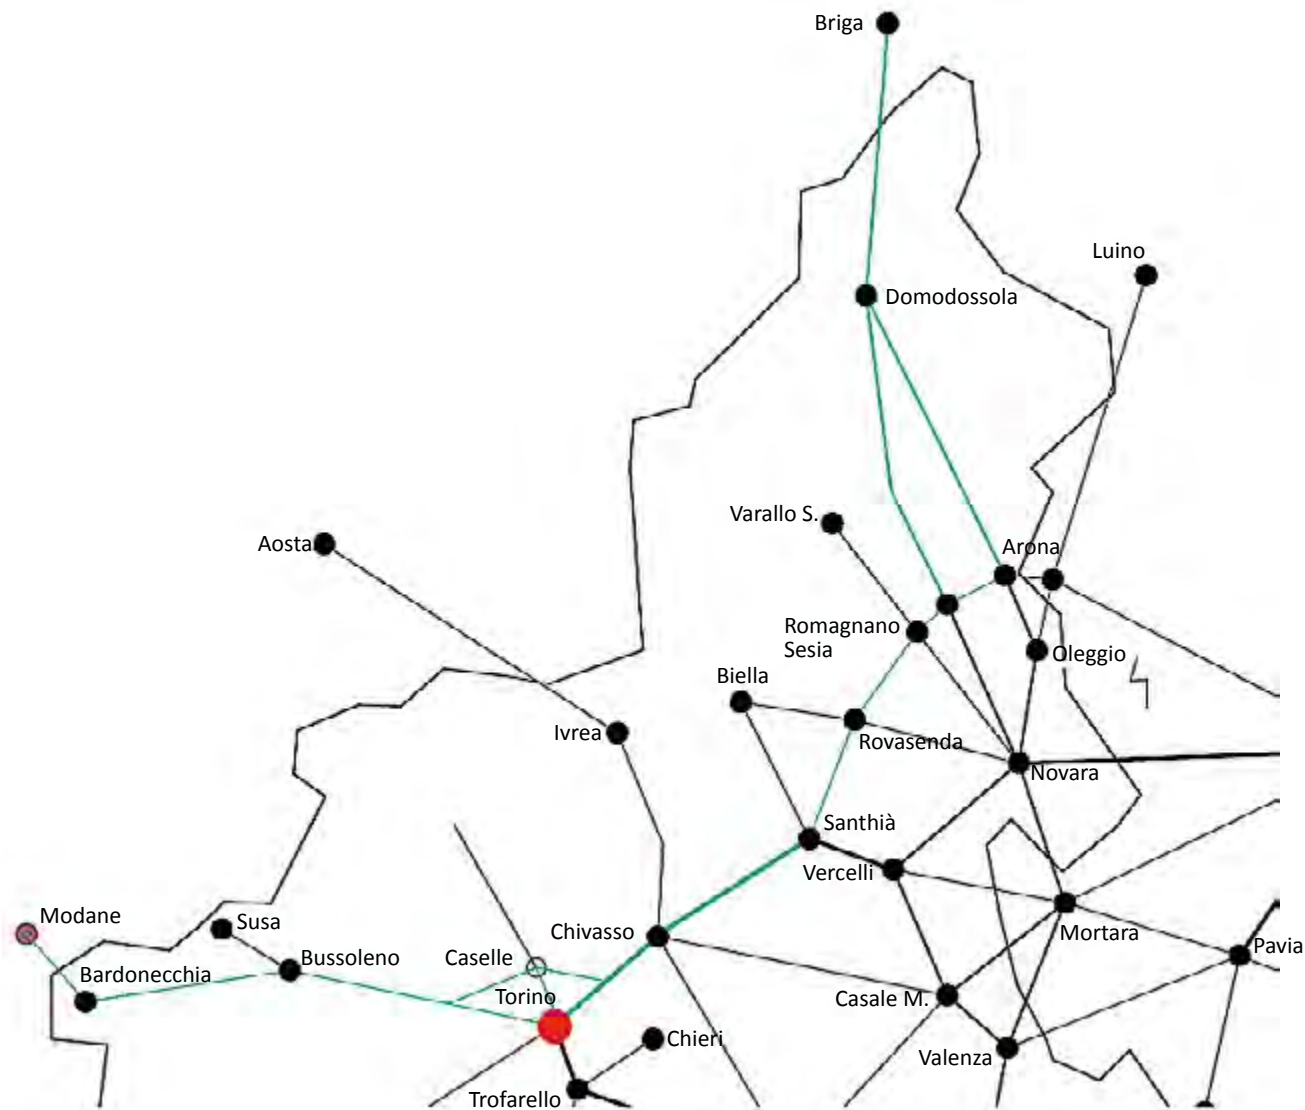 Briga
Luino
Domodossola
Varallo S.
Aosta
Arona
Romagnano
Sesia
Oleggio
Biella
Ivrea
Rovasenda
Novara
Santhià
Vercelli
Modane
Susa
Chivasso
Mortara
Pavia
Bussoleno
Caselle
Bardonecchia
Torino
Casale M.
Chieri
Valenza
Trofarello